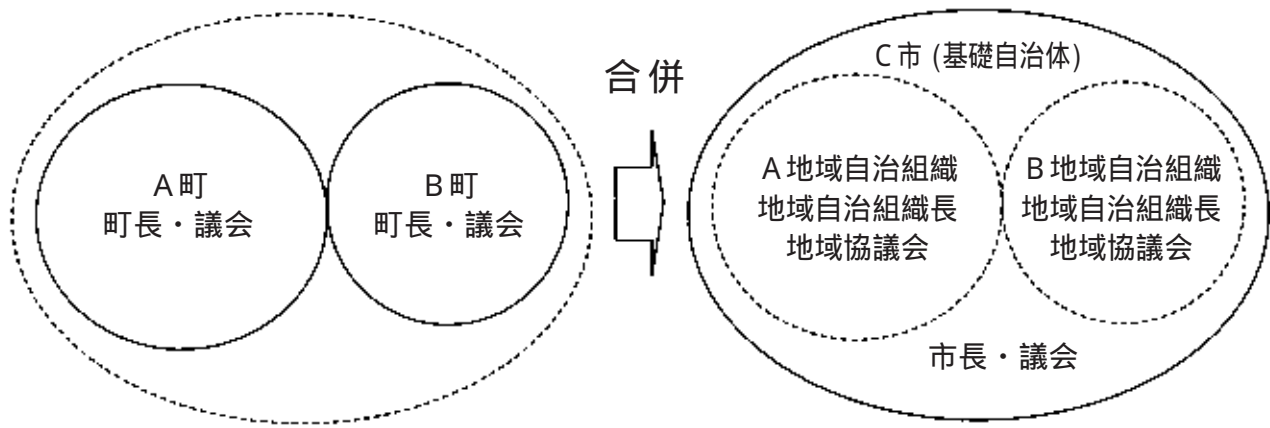 A町
町長・議会
B町
町長・議会
合併
C市 (基礎自治体)
A地域自治組織
地域自治組織長
地域協議会
B地域自治組織
地域自治組織長
地域協議会
市長・議会